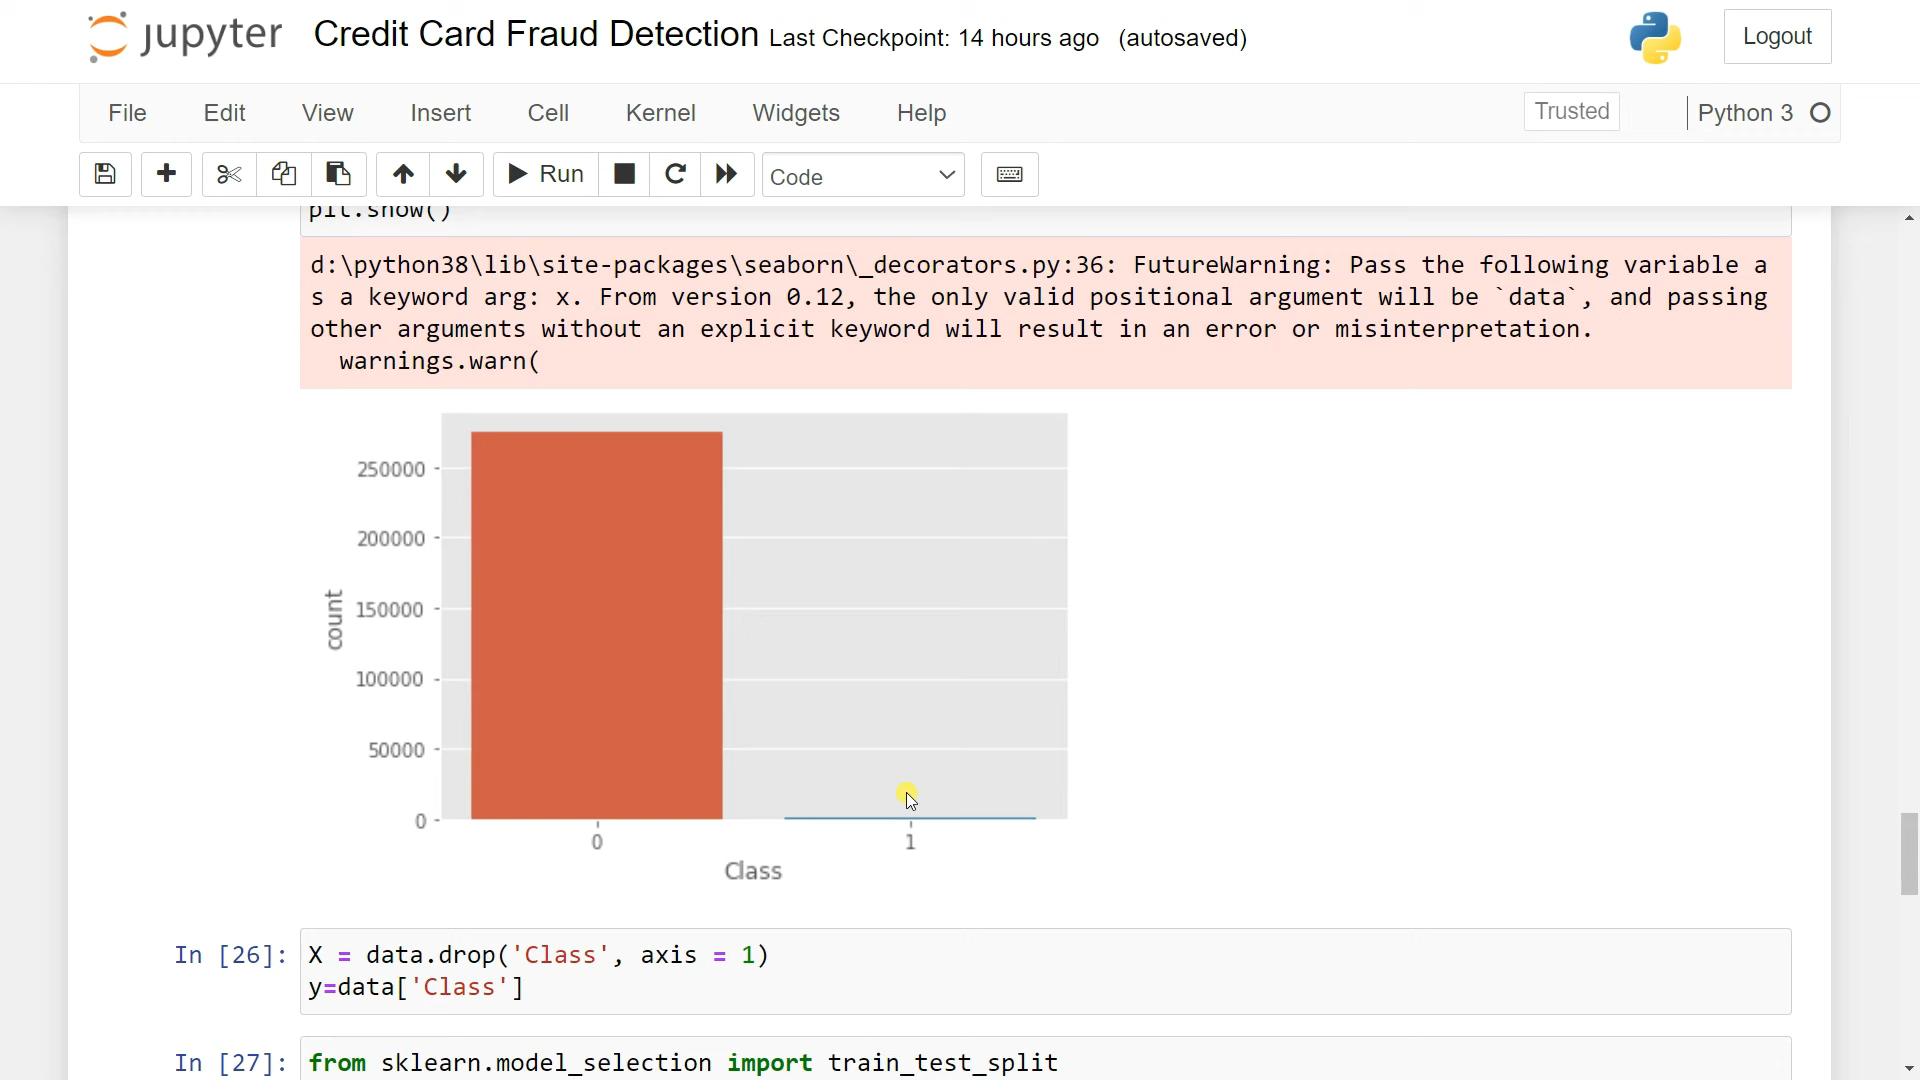 jupyter Credit Card Fraud Detection Last Checkpoint: 14 hours ago (autosaved)
Logout
File Edit View Insert Cell Kernel Widgets Help
Trusted
Python 3
Run
Code
plt.show()
d:\python38\lib\site-packages\seaborn\_decorators.py:36: FutureWarning: Pass the following variable a
s a keyword arg: x. From version 0.12, the only valid positional argument will be `data`, and passing
other arguments without an explicit keyword will result in an error or misinterpretation.
warnings.warn(
250000
200000
150000
100000
50000
0
count
0
1
Class
In [26]: X = data.drop('Class', axis = 1)
y=data['Class']
In [27]: from sklearn.model_selection import train_test_split